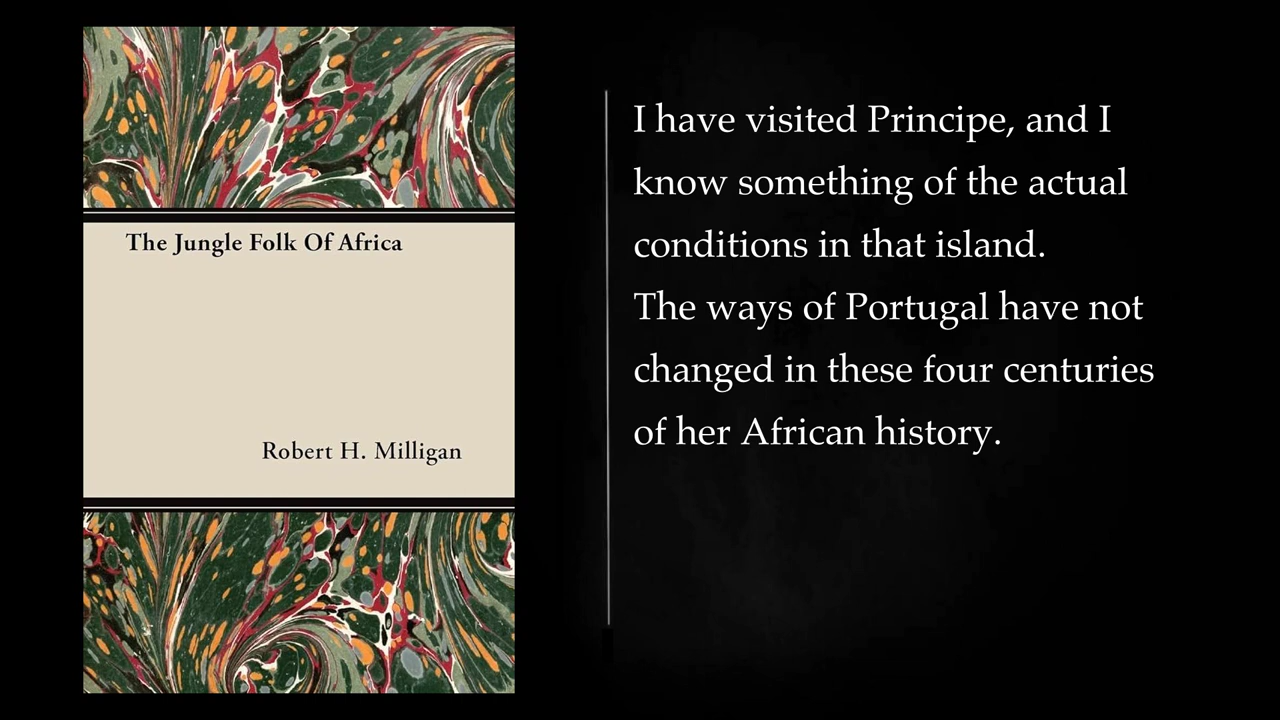 The Jungle Folk Of Africa
Robert H. Milligan
I have visited Principe, and I
know something of the actual
conditions in that island.
The ways of Portugal have not
changed in these four centuries
of her African history.